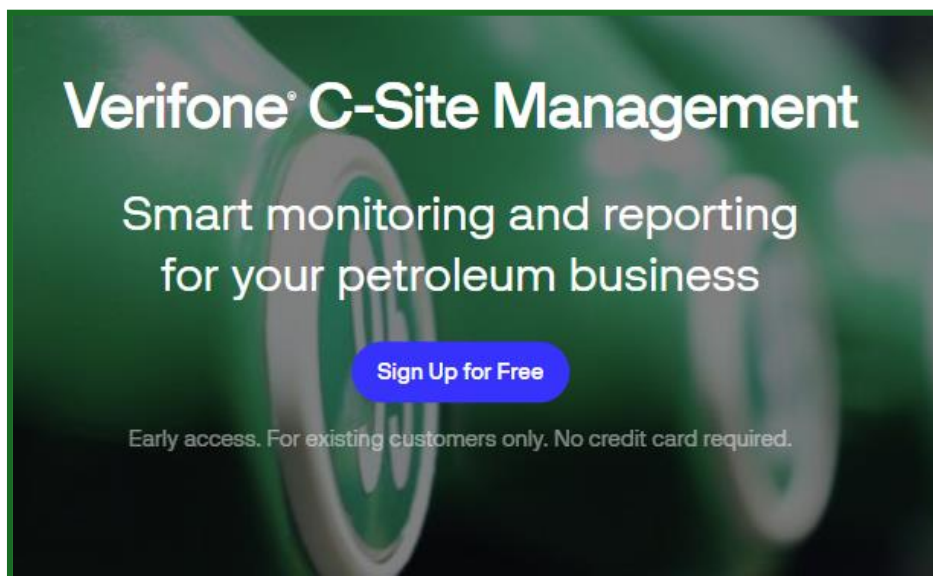 Verifone® C-Site Management
Smart monitoring and reporting
for your petroleum business
Sign Up for Free
Early access. For existing customers only. No credit card required.